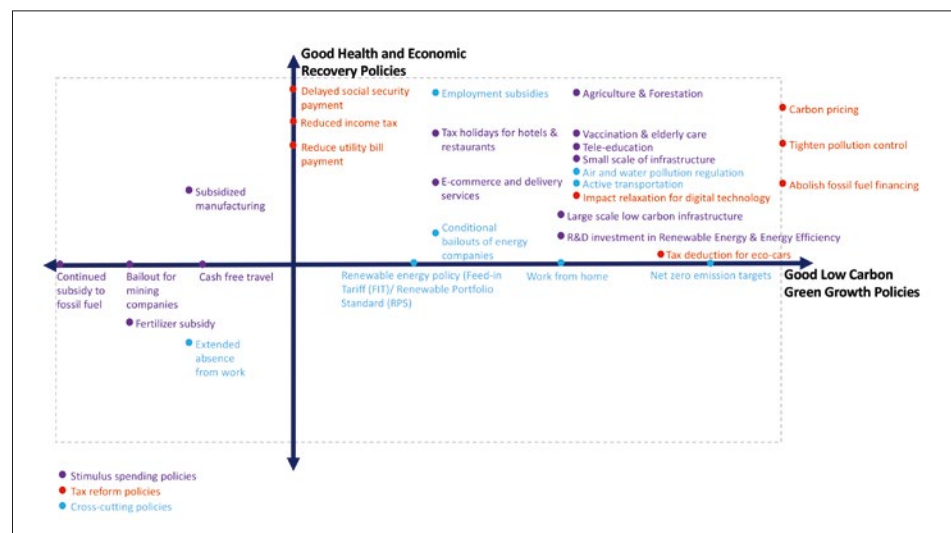 Good Health and Economic
Recovery Policies
Delayed social security
payment
Reduced income tax
Reduce utility bill
payment
Employment subsidies
Tax holidays for hotels &
restaurants
E-commerce and delivery
services
Conditional
bailouts of energy
companies
Agriculture & Forestation
Vaccination & elderly care
Tele-education
Small scale of infrastructure
Air and water pollution regulation
Active transportation
Impact relaxation for digital technology
Large scale low carbon infrastructure
R&D investment in Renewable Energy & Energy Efficiency
Tax deduction for eco-cars
Carbon pricing
Tighten pollution control
Abolish fossil fuel financing
Subsidized
manufacturing
Continued
subsidy to
fossil fuel
Bailout for
mining
companies
Cash free travel
Fertilizer subsidy
Extended
absence
from work
Renewable energy policy (Feed-in
Tariff (FIT)/ Renewable Portfolio
Standard (RPS)
Work from home
Net zero emission targets
Good Low Carbon
Green Growth Policies
Stimulus spending policies
Tax reform policies
Cross-cutting policies